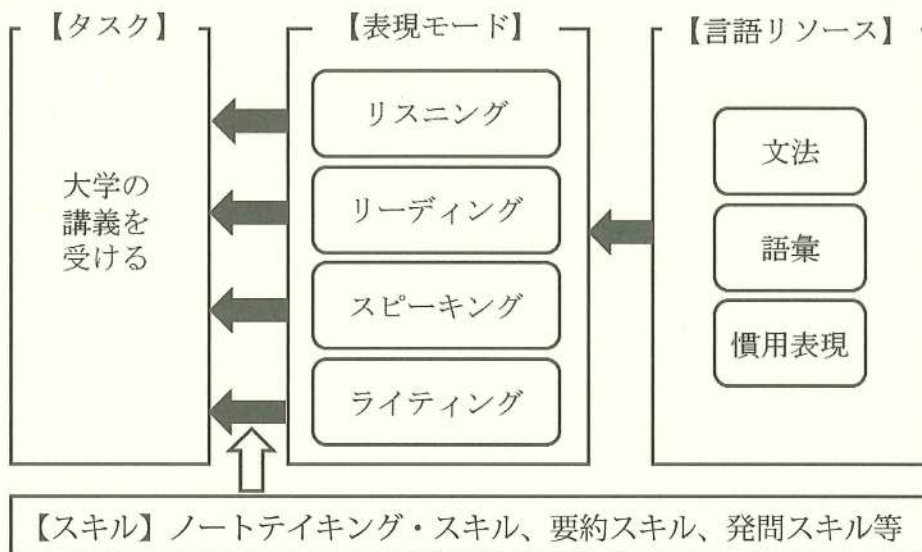 【タスク】
大学の
講義を
受ける
【表現モード】
リスニング
リーディング
スピーキング
ライティング
【言語リソース】
文法
語彙
慣用表現
【スキル】ノートテイキング・スキル、要約スキル、発問スキル等